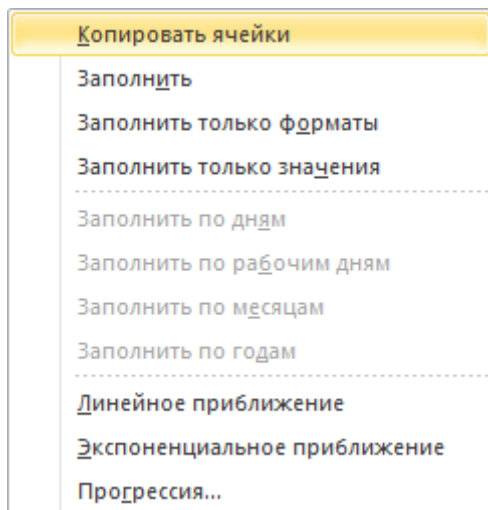 Копировать ячейки
Заполнить
Заполнить только форматы
Заполнить только значения
Заполнить по дням
Заполнить по рабочим дням
Заполнить по месяцам
Заполнить по годам
Линейное приближение
Экспоненциальное приближение
Прогрессия...